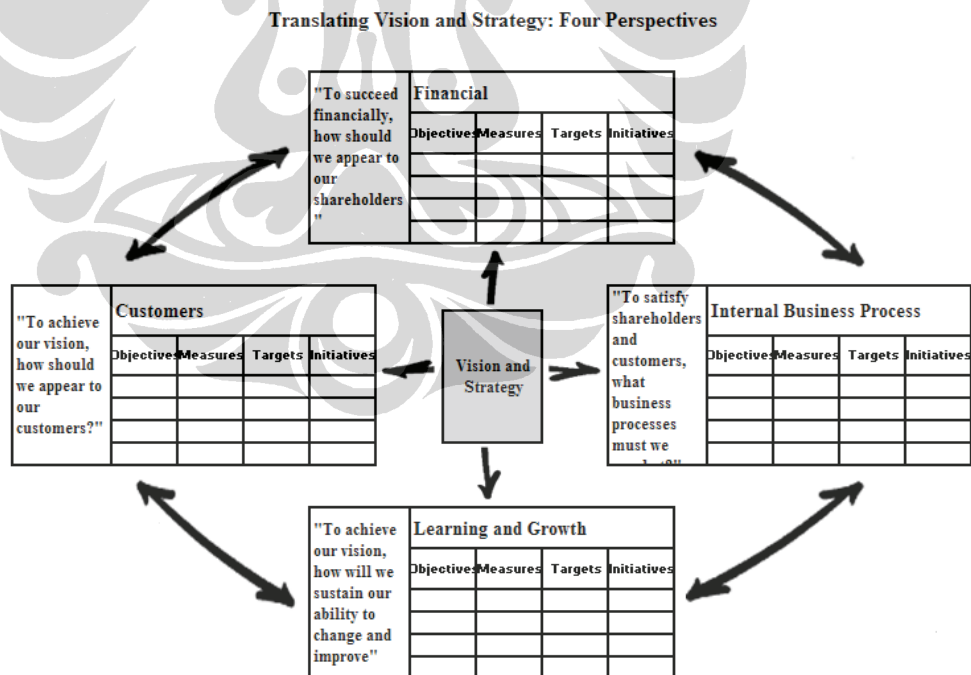 Translating Vision and Strategy: Four Perspectives
"To succeed
financially,
how should
we appear to
our
shareholders
"
Financial
Objectives Measures Targets Initiatives
"To achieve
our vision,
how should
we appear to
our
customers?"
Customers
Objectives Measures Targets Initiatives
Vision and
Strategy
"To satisfy
shareholders
and
customers,
what
business
processes
must we
Internal Business Process
Objectives Measures Targets Initiatives
"To achieve
our vision,
how will we
sustain our
ability to
change and
improve"
Learning and Growth
Objectives Measures Targets Initiatives